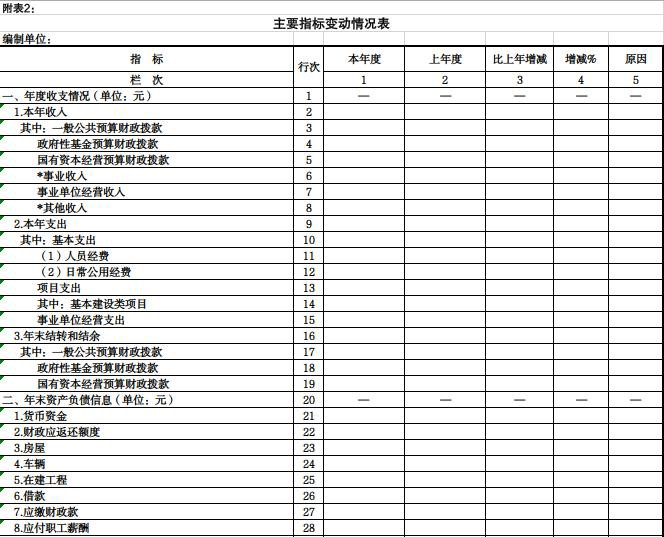 附表2：
主要指标变动情况表
编制单位：
指 标 行次 本年度 上年度 比上年增减 增减% 原因
栏 次 1 2 3 4 5
一、年度收支情况（单位：元） 1 — — — — —
1.本年收入 2
其中：一般公共预算财政拨款 3
政府性基金预算财政拨款 4
国有资本经营预算财政拨款 5
*事业收入 6
事业单位经营收入 7
*其他收入 8
2.本年支出 9
其中：基本支出 10
（1）人员经费 11
（2）日常公用经费 12
项目支出 13
其中：基本建设类项目 14
事业单位经营支出 15
3.年末结转和结余 16
其中：一般公共预算财政拨款 17
政府性基金预算财政拨款 18
国有资本经营预算财政拨款 19
二、年末资产负债信息（单位：元） 20 — — — — —
1.货币资金 21
2.财政应返还额度 22
3.房屋 23
4.车辆 24
5.在建工程 25
6.借款 26
7.应缴财政款 27
8.应付职工薪酬 28